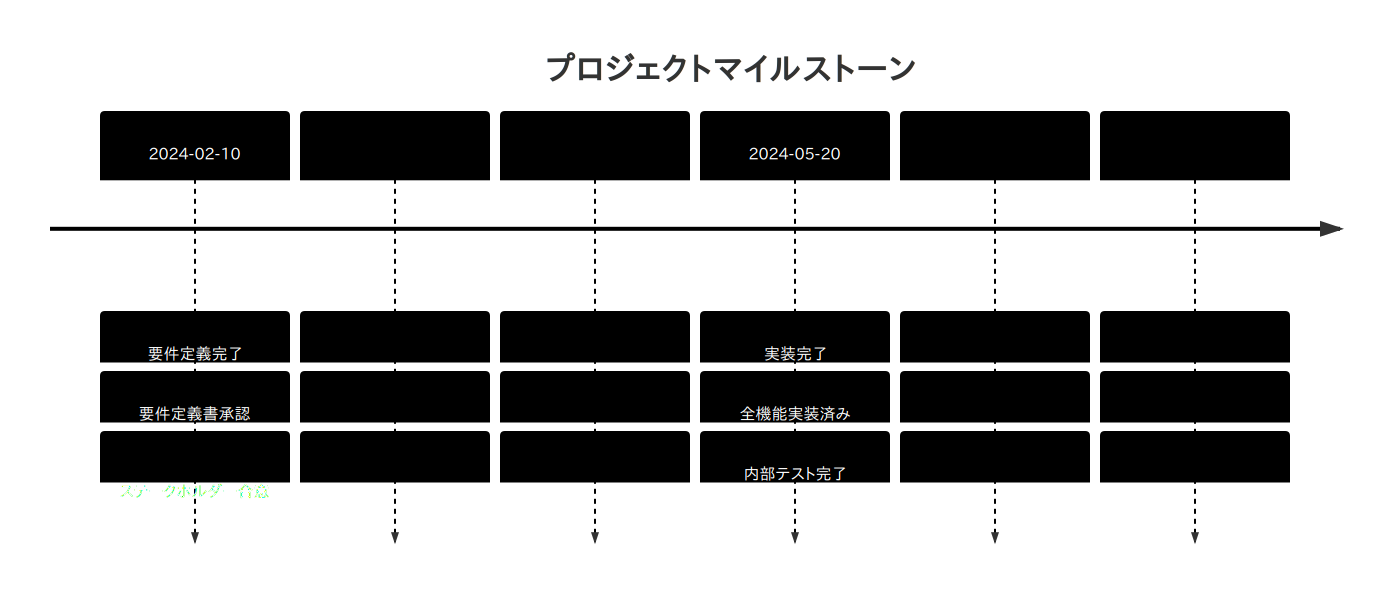 プロジェクトマイルストーン
2024-02-10
2024-05-20
要件定義完了
実装完了
要件定義書承認
全機能実装済み
内部テスト完了
ステークホルダー合意